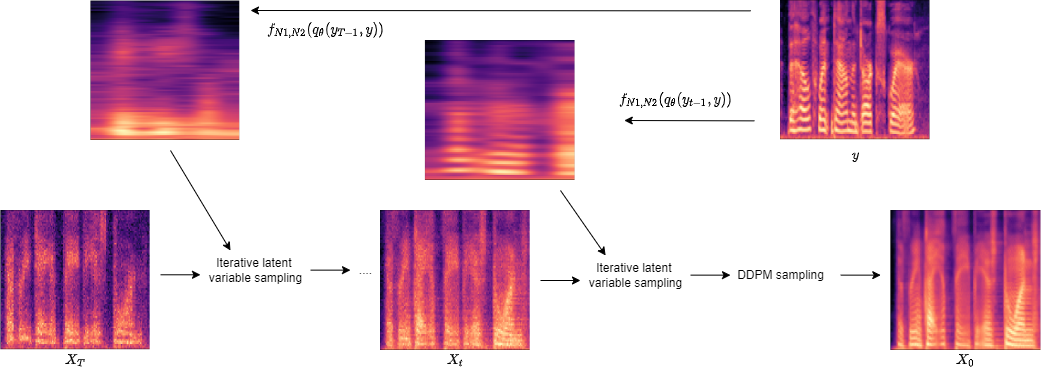 f_{N1,N2}(q_θ(y_{T−1}, y))
f_{N1,N2}(q_θ(y_{t−1}, y))
y
Iterative latent
variable sampling
....
Iterative latent
variable sampling
DDPM sampling
X_T
X_t
X_0